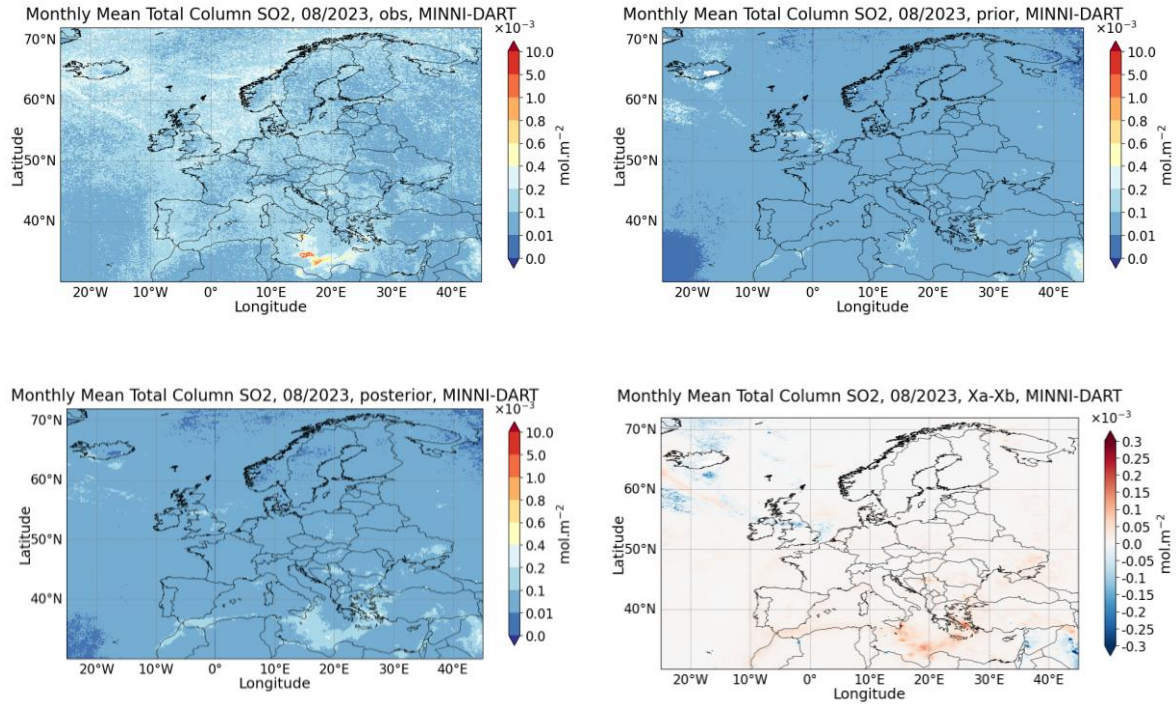 Monthly Mean Total Column SO2, 08/2023, obs, MINNI-DART
×10⁻³
70°N
60°N
50°N
40°N
Latitude
20°W 10°W 0° 10°E 20°E 30°E 40°E
Longitude
10.0
5.0
1.0
0.8
0.6
0.4
0.2
0.1
0.01
0.0
mol.m⁻²
Monthly Mean Total Column SO2, 08/2023, prior, MINNI-DART
×10⁻³
70°N
60°N
50°N
40°N
Latitude
20°W 10°W 0° 10°E 20°E 30°E 40°E
Longitude
10.0
5.0
1.0
0.8
0.6
0.4
0.2
0.1
0.01
0.0
mol.m⁻²
Monthly Mean Total Column SO2, 08/2023, posterior, MINNI-DART
×10⁻³
70°N
60°N
50°N
40°N
Latitude
20°W 10°W 0° 10°E 20°E 30°E 40°E
Longitude
10.0
5.0
1.0
0.8
0.6
0.4
0.2
0.1
0.01
0.0
mol.m⁻²
Monthly Mean Total Column SO2, 08/2023, Xa-Xb, MINNI-DART
×10⁻³
70°N
60°N
50°N
40°N
Latitude
20°W 10°W 0° 10°E 20°E 30°E 40°E
Longitude
0.3
0.25
0.2
0.15
0.1
0.05
0.0
-0.05
-0.1
-0.15
-0.2
-0.25
-0.3
mol.m⁻²